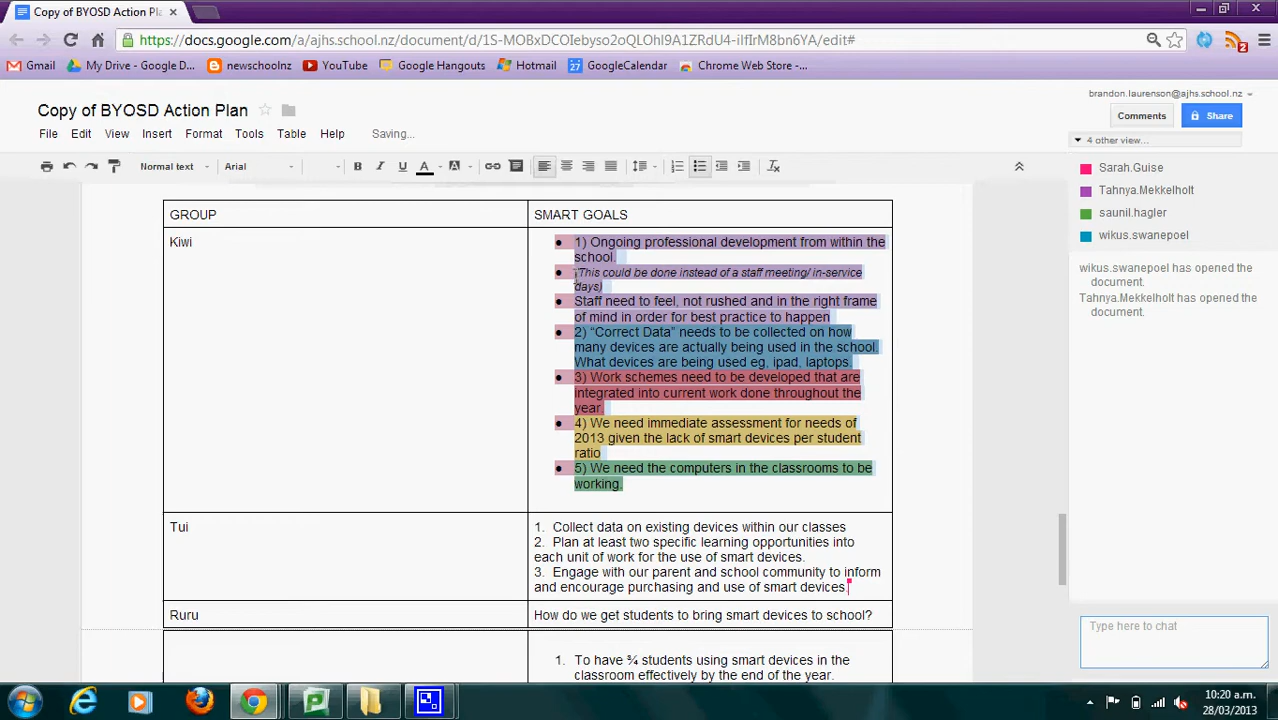 Copy of BYOSD Action Plan
https://docs.google.com/a/ajhs.school.nz/document/d/1S-MOBxDCOIebyso2oQLOhl9A1ZRdU4-ilfIrM8bn6YA/edit#
2
Gmail My Drive - Google D... newschoolnz YouTube Google Hangouts Hotmail 27 GoogleCalendar Chrome Web Store -...
brandon.laurenson@ajhs.school.nz
Copy of BYOSD Action Plan
Comments Share
File Edit View Insert Format Tools Table Help Saving...
4 other view...
Normal text Arial B I U A A
Sarah.Guise
Tahnya.Mekkelholt
saunil.hagler
wikus.swanepoel
wikus.swanepoel has opened the
document.
Tahnya.Mekkelholt has opened the
document.
GROUP SMART GOALS
Kiwi
1) Ongoing professional development from within the
school.
(This could be done instead of a staff meeting/ in-service
days)
Staff need to feel, not rushed and in the right frame
of mind in order for best practice to happen
2) “Correct Data” needs to be collected on how
many devices are actually being used in the school.
What devices are being used eg, ipad, laptops.
3) Work schemes need to be developed that are
integrated into current work done throughout the
year.
4) We need immediate assessment for needs of
2013 given the lack of smart devices per student
ratio
5) We need the computers in the classrooms to be
working.
Tui
1. Collect data on existing devices within our classes
2. Plan at least two specific learning opportunities into
each unit of work for the use of smart devices.
3. Engage with our parent and school community to inform
and encourage purchasing and use of smart devices.
Ruru How do we get students to bring smart devices to school?
1. To have ¾ students using smart devices in the
classroom effectively by the end of the year.
Type here to chat
10:20 a.m.
28/03/2013